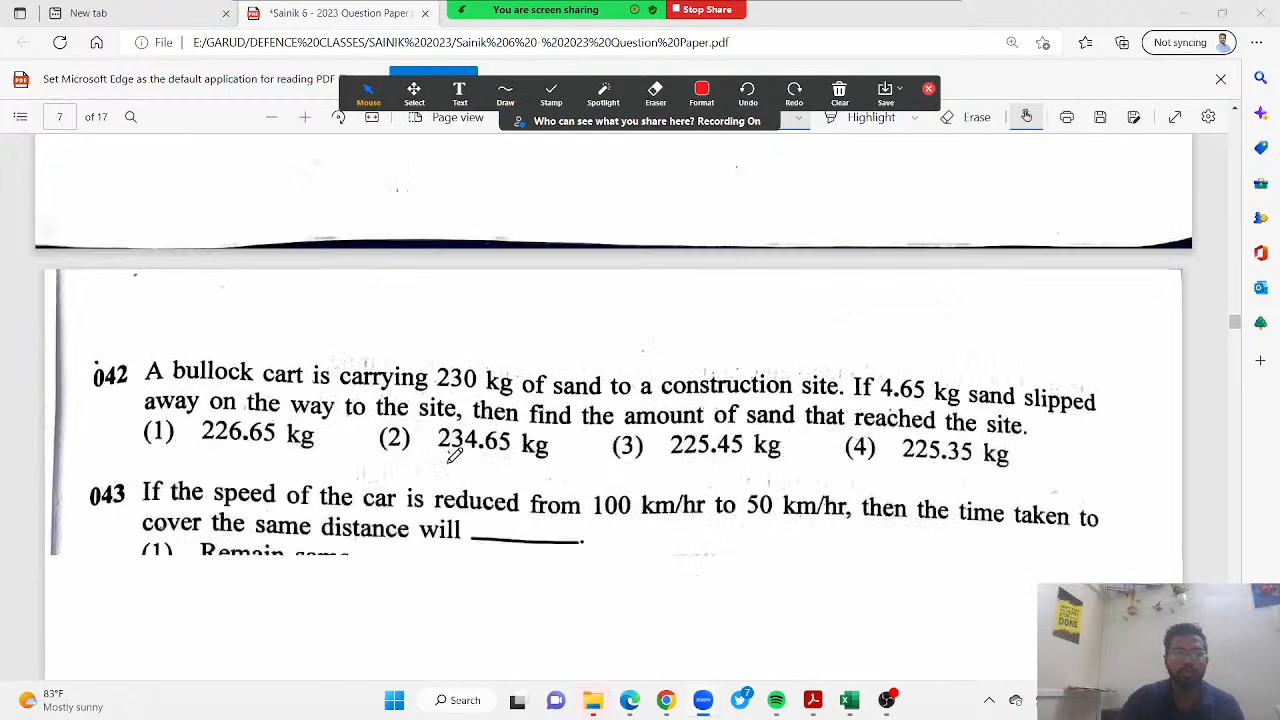 New tab
*Sainik 6 - 2023 Question Paper
You are screen sharing
Stop Share
File
E:/GARUD/DEFENCE%20CLASSES/SAINIK%202023/Sainik%206%20-%202023%20Question%20Paper.pdf
Not syncing
Set Microsoft Edge as the default application for reading PDF
Mouse Select Text Draw Stamp Spotlight Eraser Format Undo Redo Clear Save
Who can see what you share here? Recording On
7 of 17
Page view
Highlight
Erase
042 A bullock cart is carrying 230 kg of sand to a construction site. If 4.65 kg sand slipped
away on the way to the site, then find the amount of sand that reached the site.
(1) 226.65 kg (2) 234.65 kg (3) 225.45 kg (4) 225.35 kg
043 If the speed of the car is reduced from 100 km/hr to 50 km/hr, then the time taken to
cover the same distance will ________.
(1) Remain same
DONE
83°F
Search
zoom
7